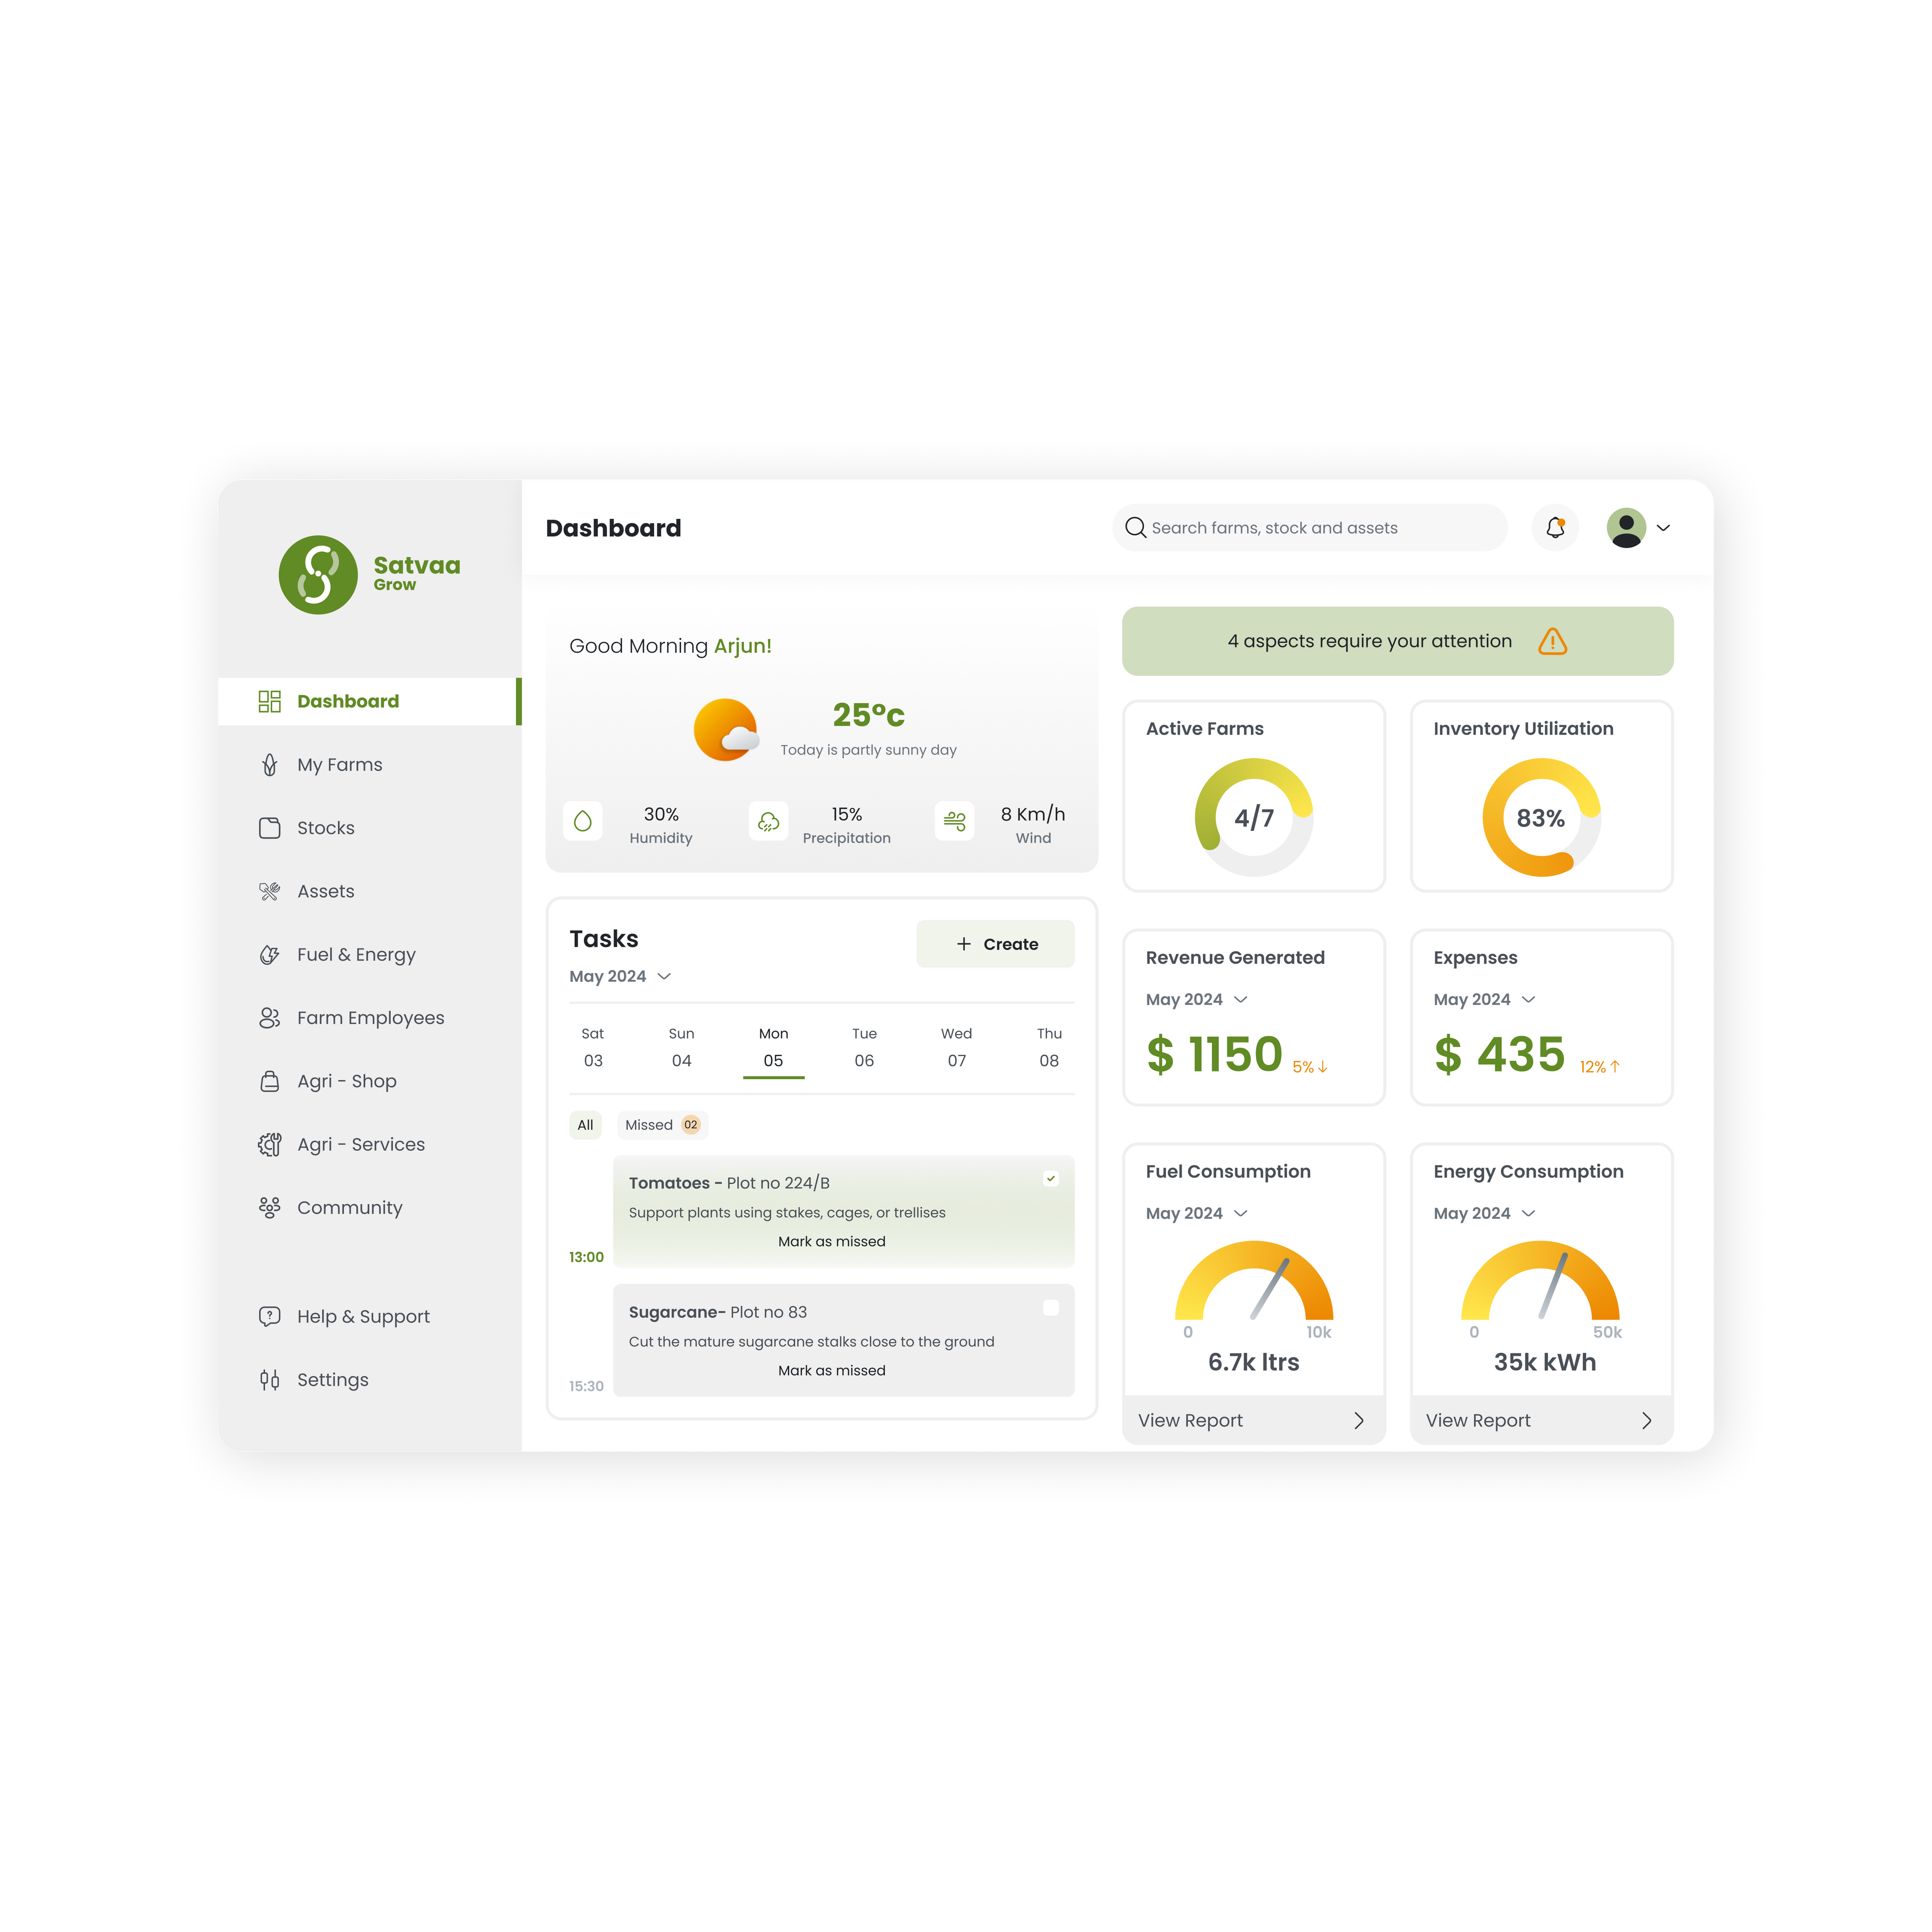 Satvaa
Grow
Dashboard
My Farms
Stocks
Assets
Fuel & Energy
Farm Employees
Agri - Shop
Agri - Services
Community
Help & Support
Settings
Dashboard
Search farms, stock and assets
Good Morning Arjun!
25°c
Today is partly sunny day
30%
Humidity
15%
Precipitation
8 Km/h
Wind
Tasks
+ Create
May 2024
Sat Sun Mon Tue Wed Thu
03 04 05 06 07 08
All Missed 02
Tomatoes - Plot no 224/B
Support plants using stakes, cages, or trellises
Mark as missed
13:00
Sugarcane- Plot no 83
Cut the mature sugarcane stalks close to the ground
Mark as missed
15:30
4 aspects require your attention
Active Farms
4/7
Inventory Utilization
83%
Revenue Generated
May 2024
$ 1150 5%↓
Expenses
May 2024
$ 435 12%↑
Fuel Consumption
May 2024
0 10k
6.7k ltrs
View Report
Energy Consumption
May 2024
0 50k
35k kWh
View Report